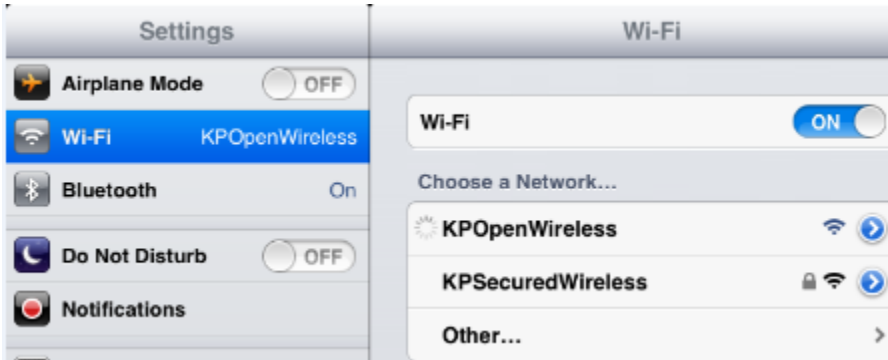 Settings
Airplane Mode OFF
Wi-Fi KPOpenWireless
Bluetooth On
Do Not Disturb OFF
Notifications
Wi-Fi
Wi-Fi ON
Choose a Network...
KPOpenWireless
KPSecuredWireless
Other...